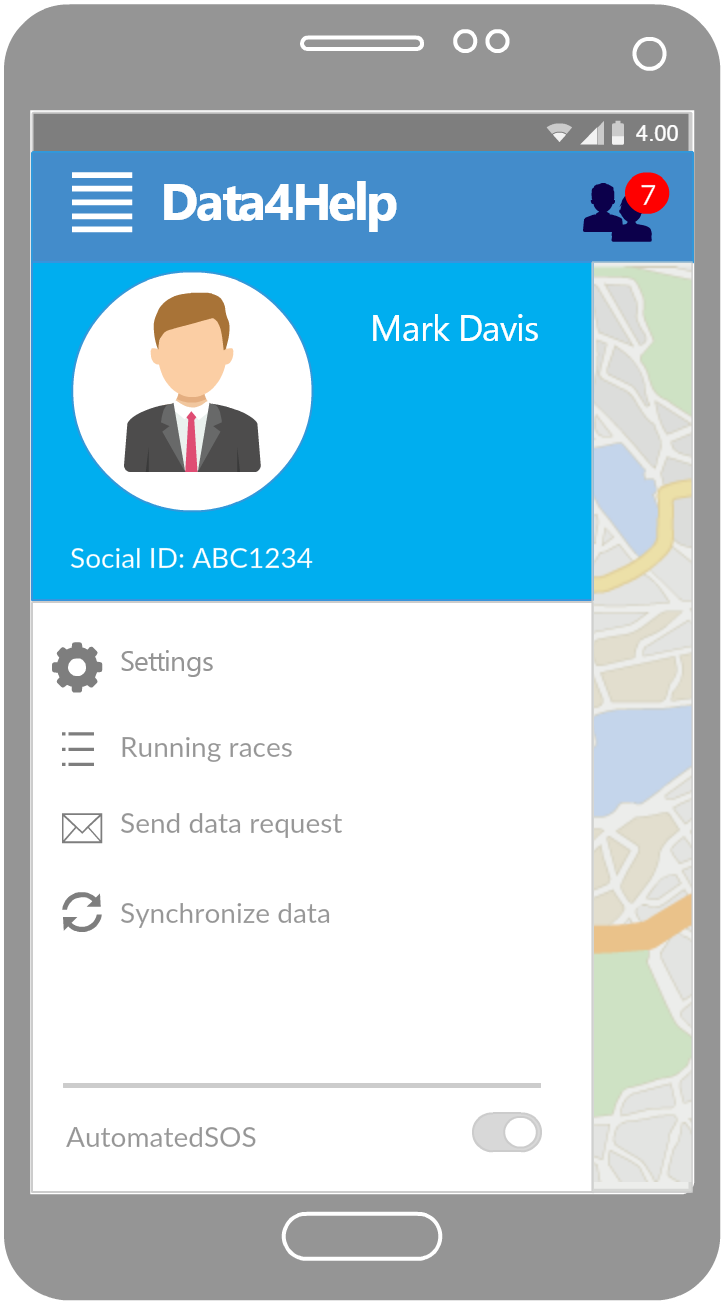 4.00
Data4Help
7
Mark Davis
Social ID: ABC1234
Settings
Running races
Send data request
Synchronize data
AutomatedSOS